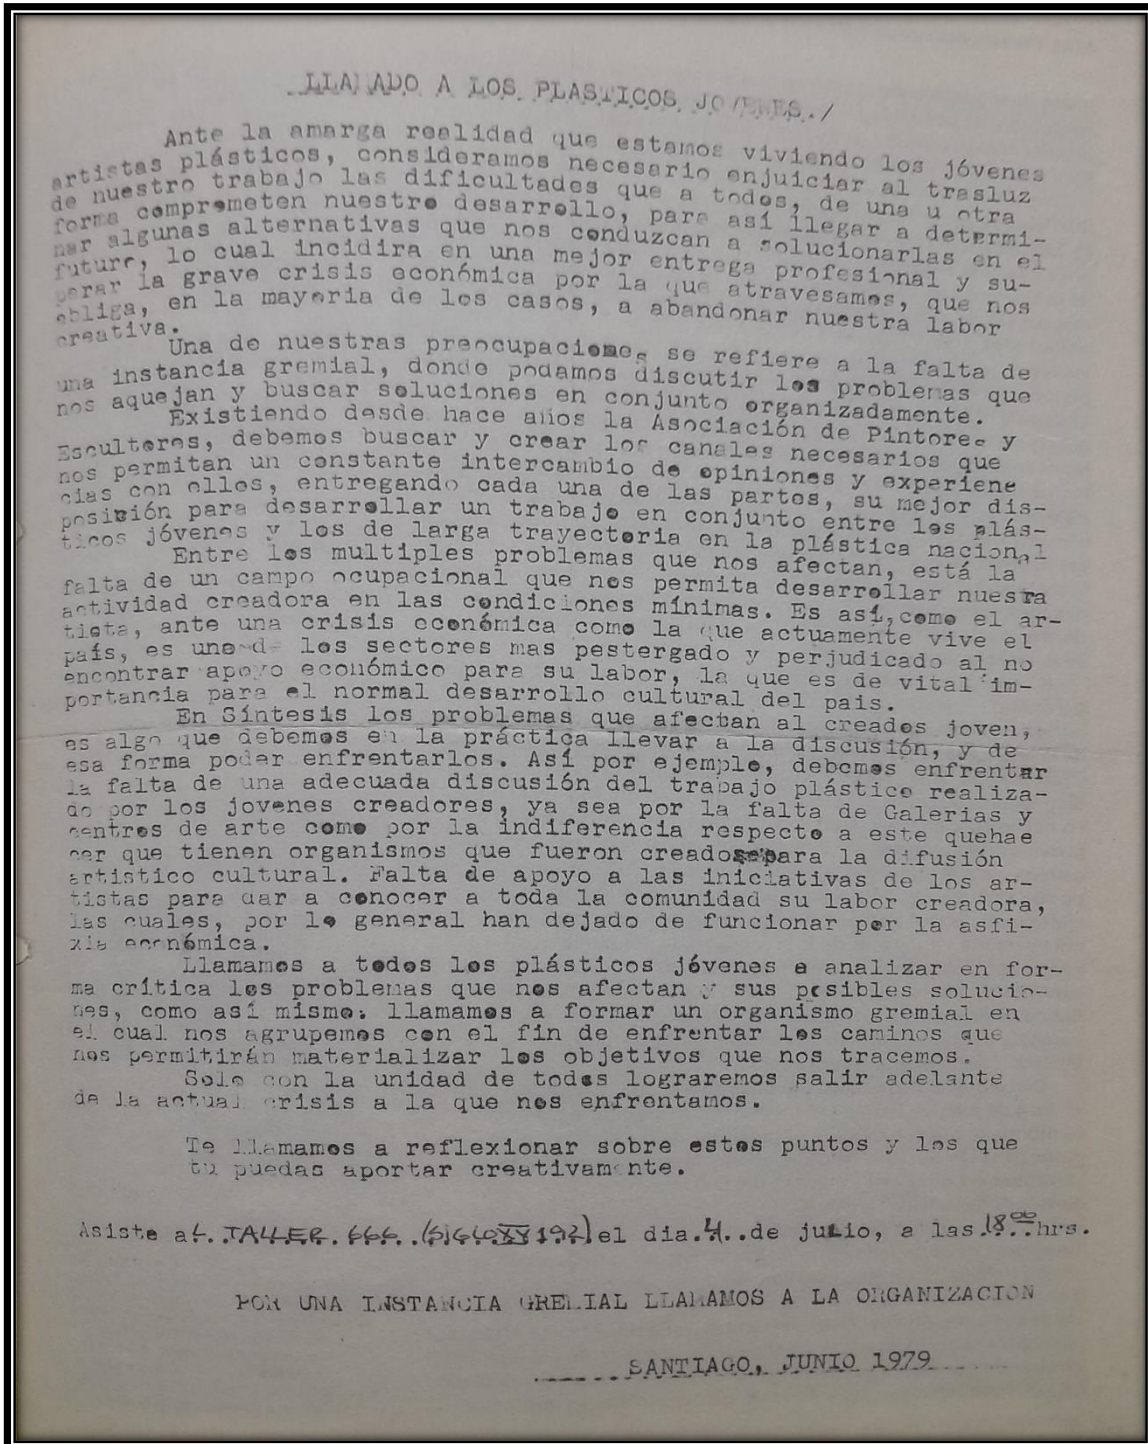 LLAMADO A LOS PLASTICOS JOVENES./
Ante la amarga realidad que estamos viviendo los jóvenes
artistas plásticos, consideramos necesario enjuiciar al trasluz
de nuestro trabajo las dificultades que a todos, de una u otra
forma comprometen nuestro desarrollo, para así llegar a determi-
nar algunas alternativas que nos conduzcan a solucionarlas en el
futuro, lo cual incidira en una mejor entrega profesional y su-
perar la grave crisis económica por la que atravesamos, que nos
obliga, en la mayoria de los casos, a abandonar nuestra labor
creativa.
Una de nuestras preocupaciones se refiere a la falta de
una instancia gremial, donde podamos discutir los problemas que
nos aquejan y buscar soluciones en conjunto organizadamente.
Existiendo desde hace años la Asociación de Pintores y
Escultores, debemos buscar y crear los canales necesarios que
nos permitan un constante intercambio de opiniones y experienc
cias con ellos, entregando cada una de las partes, su mejor dis-
posición para desarrollar un trabajo en conjunto entre los plás-
ticos jóvenes y los de larga trayectoria en la plástica nacional
Entre los multiples problemas que nos afectan, está la
falta de un campo ocupacional que nos permita desarrollar nuesra
actividad creadora en las condiciones mínimas. Es así,como el ar-
tista, ante una crisis económica como la que actuamente vive el
país, es uno de los sectores mas postergado y perjudicado al no
encontrar apoyo económico para su labor, la que es de vital im-
portancia para el normal desarrollo cultural del pais.
En Síntesis los problemas que afectan al creados joven,
es algo que debemos en la práctica llevar a la discusión, y de
esa forma poder enfrentarlos. Así por ejemplo, debemos enfrentar
la falta de una adecuada discusión del trabajo plástico realiza-
do por los jovenes creadores, ya sea por la falta de Galerias y
centros de arte como por la indiferencia respecto a este quehac
cer que tienen organismos que fueron creados para la difusión
artistico cultural. Falta de apoyo a las iniciativas de los ar-
tistas para dar a conocer a toda la comunidad su labor creadora,
las cuales, por lo general han dejado de funcionar por la asfi-
xia económica.
Llamamos a todos los plásticos jóvenes a analizar en for-
ma crítica los problemas que nos afectan y sus posibles solucio-
nes, como así mismo: llamamos a formar un organismo gremial en
el cual nos agrupemos con el fin de enfrentar los caminos que
nos permitirán materializar los objetivos que nos tracemos.
Solo con la unidad de todos lograremos salir adelante
de la actual crisis a la que nos enfrentamos.
Te llamamos a reflexionar sobre estos puntos y los que
tu puedas aportar creativamente.
Asiste aL TALLER 666 (SIGLO XX 192) el dia 4 de julio, a las 18 00 hrs.
POR UNA INSTANCIA GREMIAL LLAMAMOS A LA ORGANIZACION
SANTIAGO, JUNIO 1979